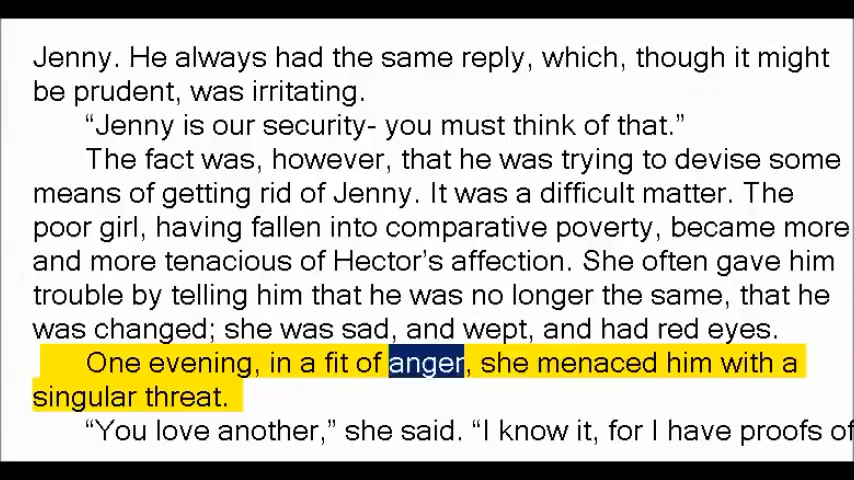 Jenny. He always had the same reply, which, though it might
be prudent, was irritating.
“Jenny is our security- you must think of that.”
The fact was, however, that he was trying to devise some
means of getting rid of Jenny. It was a difficult matter. The
poor girl, having fallen into comparative poverty, became more
and more tenacious of Hector’s affection. She often gave him
trouble by telling him that he was no longer the same, that he
was changed; she was sad, and wept, and had red eyes.
One evening, in a fit of anger, she menaced him with a
singular threat.
“You love another,” she said. “I know it, for I have proofs of